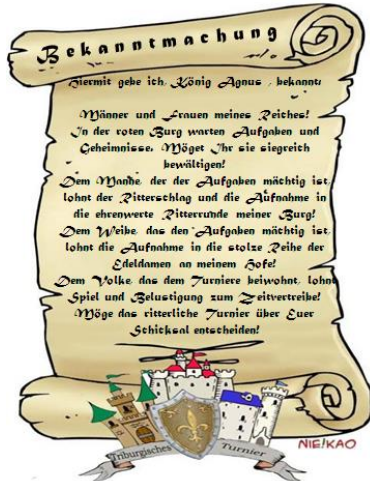 Bekanntmachung
Hiermit gebe ich, König Agnus, bekannt:
Männer und Frauen meines Reiches!
In der roten Burg warten Aufgaben und
Geheimnisse. Möget Ihr sie siegreich
bewältigen!
Dem Manne, der der Aufgaben mächtig ist,
lohnt der Ritterschlag und die Aufnahme in
die ehrenwerte Ritterrunde meiner Burg!
Dem Weibe, das den Aufgaben mächtig ist,
lohnt die Aufnahme in die stolze Reihe der
Edeldamen an meinem Hofe!
Dem Volke, das dem Turniere beiwohnt, lohnt
Spiel und Belustigung zum Zeitvertreibe!
Möge das ritterliche Turnier über Euer
Schicksal entscheiden!
Triburgisches Turnier
NIE!KAO